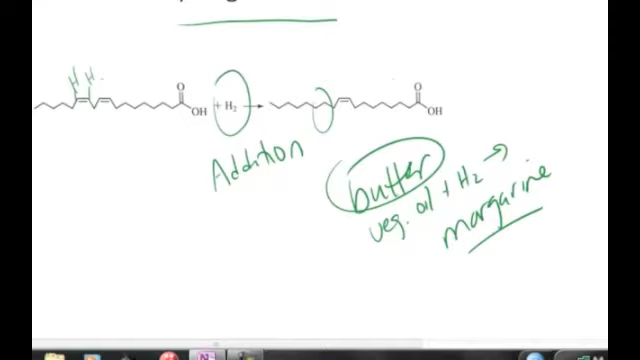 H H
O
OH
+ H₂
O
OH
Addition
butter
veg. oil + H₂ →
margarine